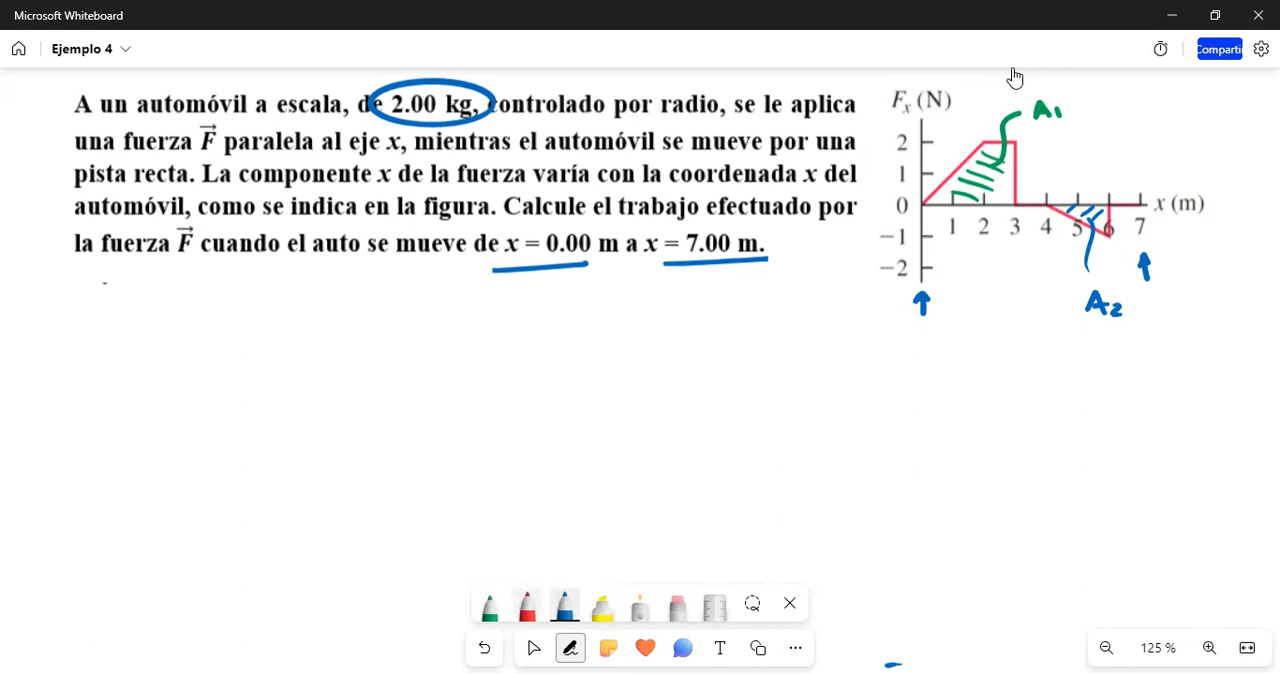 Microsoft Whiteboard
Ejemplo 4
Comparti
A un automóvil a escala, de 2.00 kg, controlado por radio, se le aplica
una fuerza F paralela al eje x, mientras el automóvil se mueve por una
pista recta. La componente x de la fuerza varía con la coordenada x del
automóvil, como se indica en la figura. Calcule el trabajo efectuado por
la fuerza F cuando el auto se mueve de x = 0.00 m a x = 7.00 m.
Fx (N)
A1
2
1
0
x (m)
1 2 3 4 5 6 7
−1
−2
A2
T
125 %